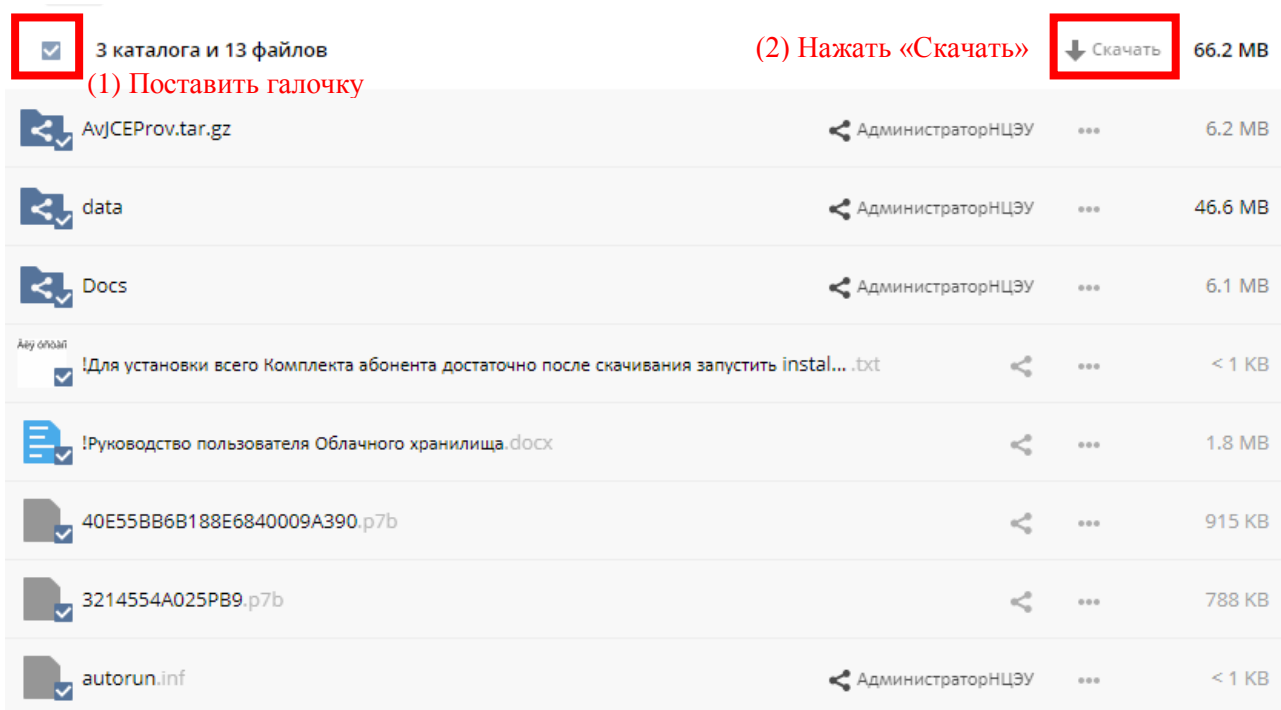 3 каталога и 13 файлов (2) Нажать «Скачать» Скачать 66.2 MB
(1) Поставить галочку
AvJCEProv.tar.gz АдминистраторНЦЭУ ••• 6.2 MB
data АдминистраторНЦЭУ ••• 46.6 MB
Docs АдминистраторНЦЭУ ••• 6.1 MB
!Для установки всего Комплекта абонента достаточно после скачивания запустить instal... .txt ••• < 1 KB
!Руководство пользователя Облачного хранилища.docx ••• 1.8 MB
40E55BB6B188E6840009A390.p7b ••• 915 KB
3214554A025PB9.p7b ••• 788 KB
autorun.inf АдминистраторНЦЭУ ••• < 1 KB